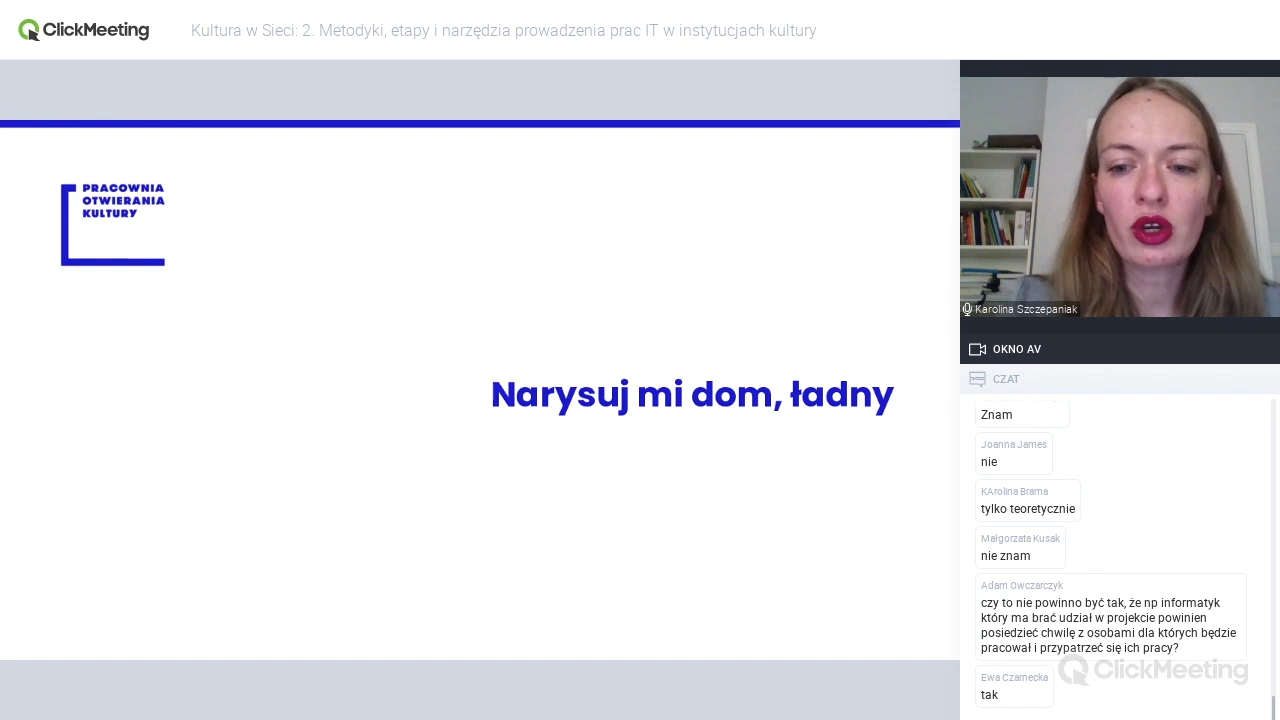 ClickMeeting
Kultura w Sieci: 2. Metodyki, etapy i narzędzia prowadzenia prac IT w instytucjach kultury
PRACOWNIA
OTWIERANIA
KULTURY
Narysuj mi dom, ładny
Karolina Szczepaniak
OKNO AV
CZAT
Znam
Joanna James
nie
KArolina Brama
tylko teoretycznie
Małgorzata Kusak
nie znam
Adam Owczarczyk
czy to nie powinno być tak, że np informatyk
który ma brać udział w projekcie powinien
posiedzieć chwilę z osobami dla których będzie
pracował i przypatrzeć się ich pracy?
ClickMeeting
Ewa Czarnecka
tak